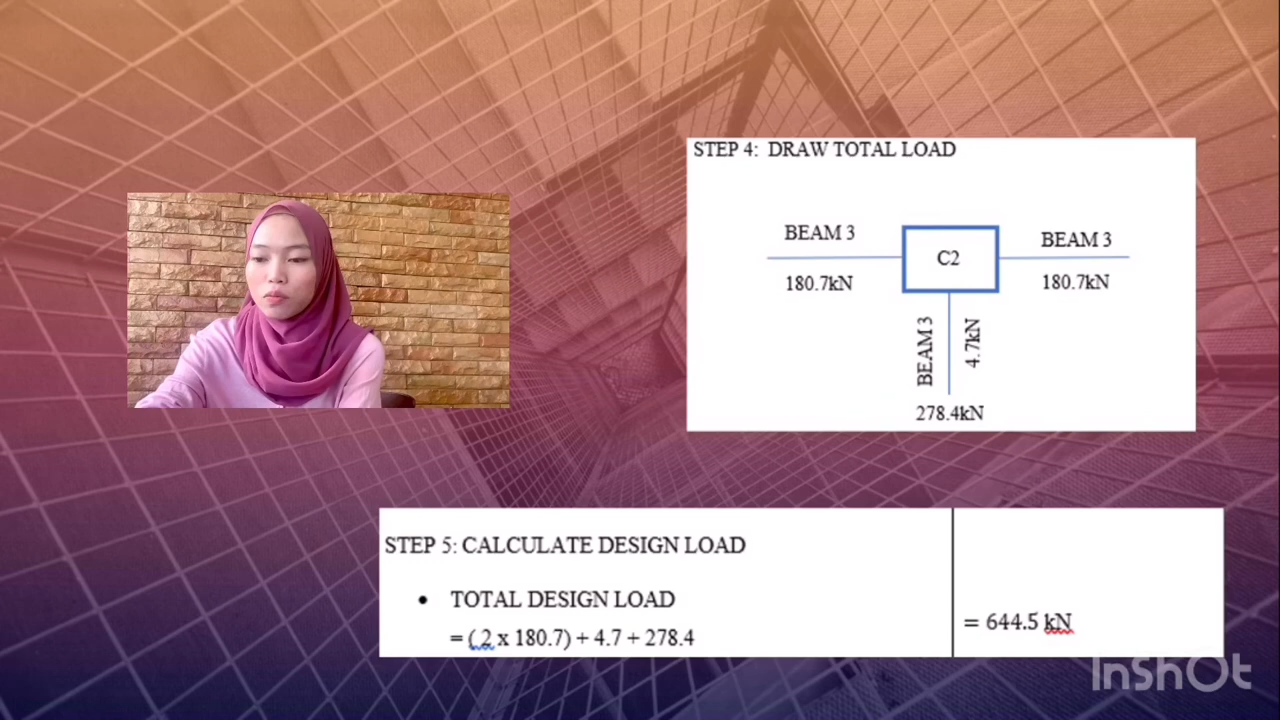 STEP 4: DRAW TOTAL LOAD
BEAM 3
180.7kN
C2
BEAM 3
180.7kN
BEAM 3
4.7kN
278.4kN
STEP 5: CALCULATE DESIGN LOAD
• TOTAL DESIGN LOAD
= ( 2 x 180.7) + 4.7 + 278.4
= 644.5 kN
InShOt